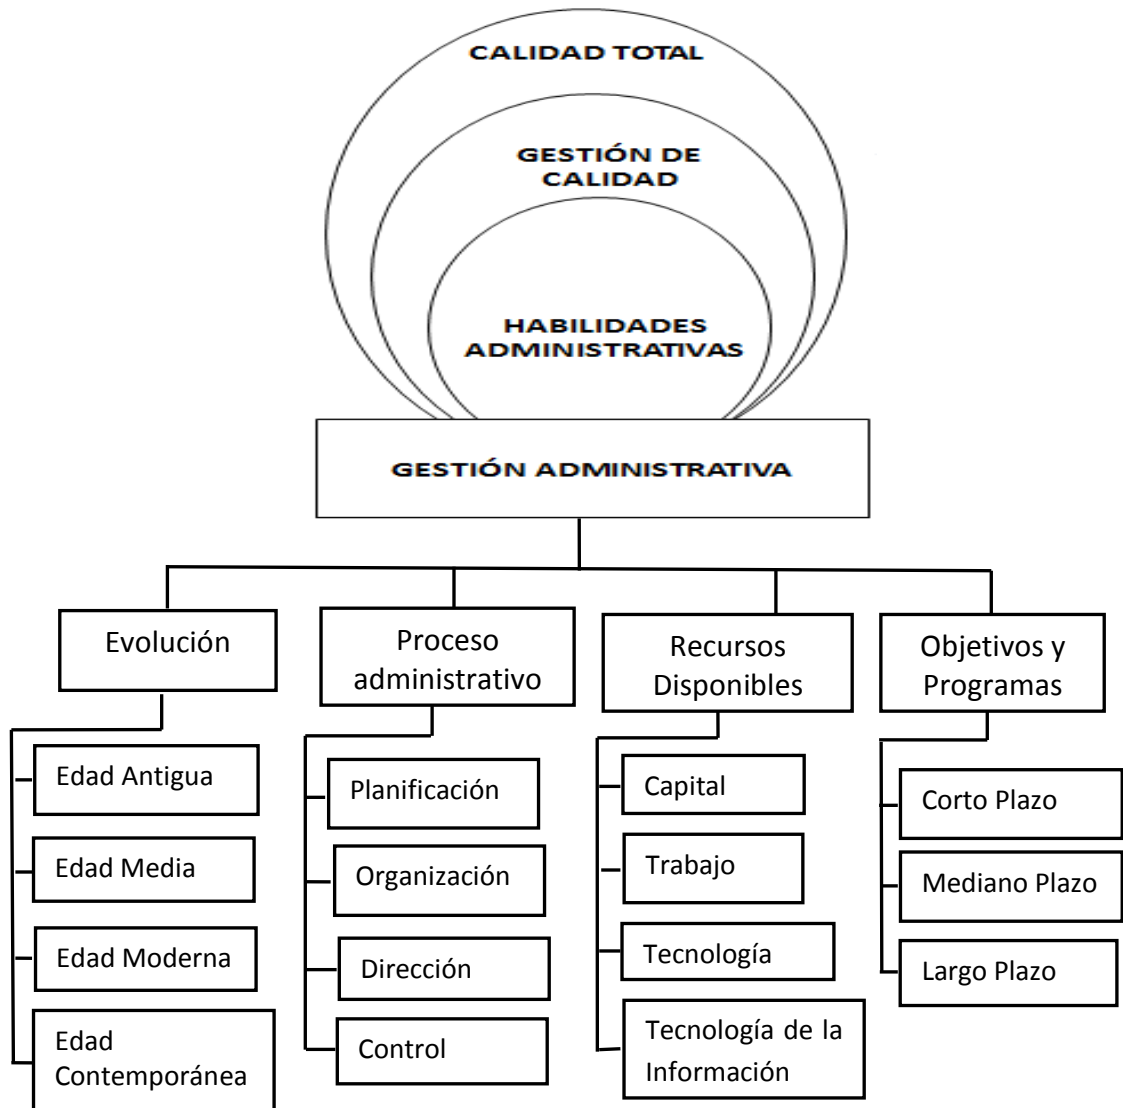 CALIDAD TOTAL
GESTIÓN DE
CALIDAD
HABILIDADES
ADMINISTRATIVAS
GESTIÓN ADMINISTRATIVA
Evolución
Edad Antigua
Edad Media
Edad Moderna
Edad
Contemporánea
Proceso
administrativo
Planificación
Organización
Dirección
Control
Recursos
Disponibles
Capital
Trabajo
Tecnología
Tecnología de la
Información
Objetivos y
Programas
Corto Plazo
Mediano Plazo
Largo Plazo